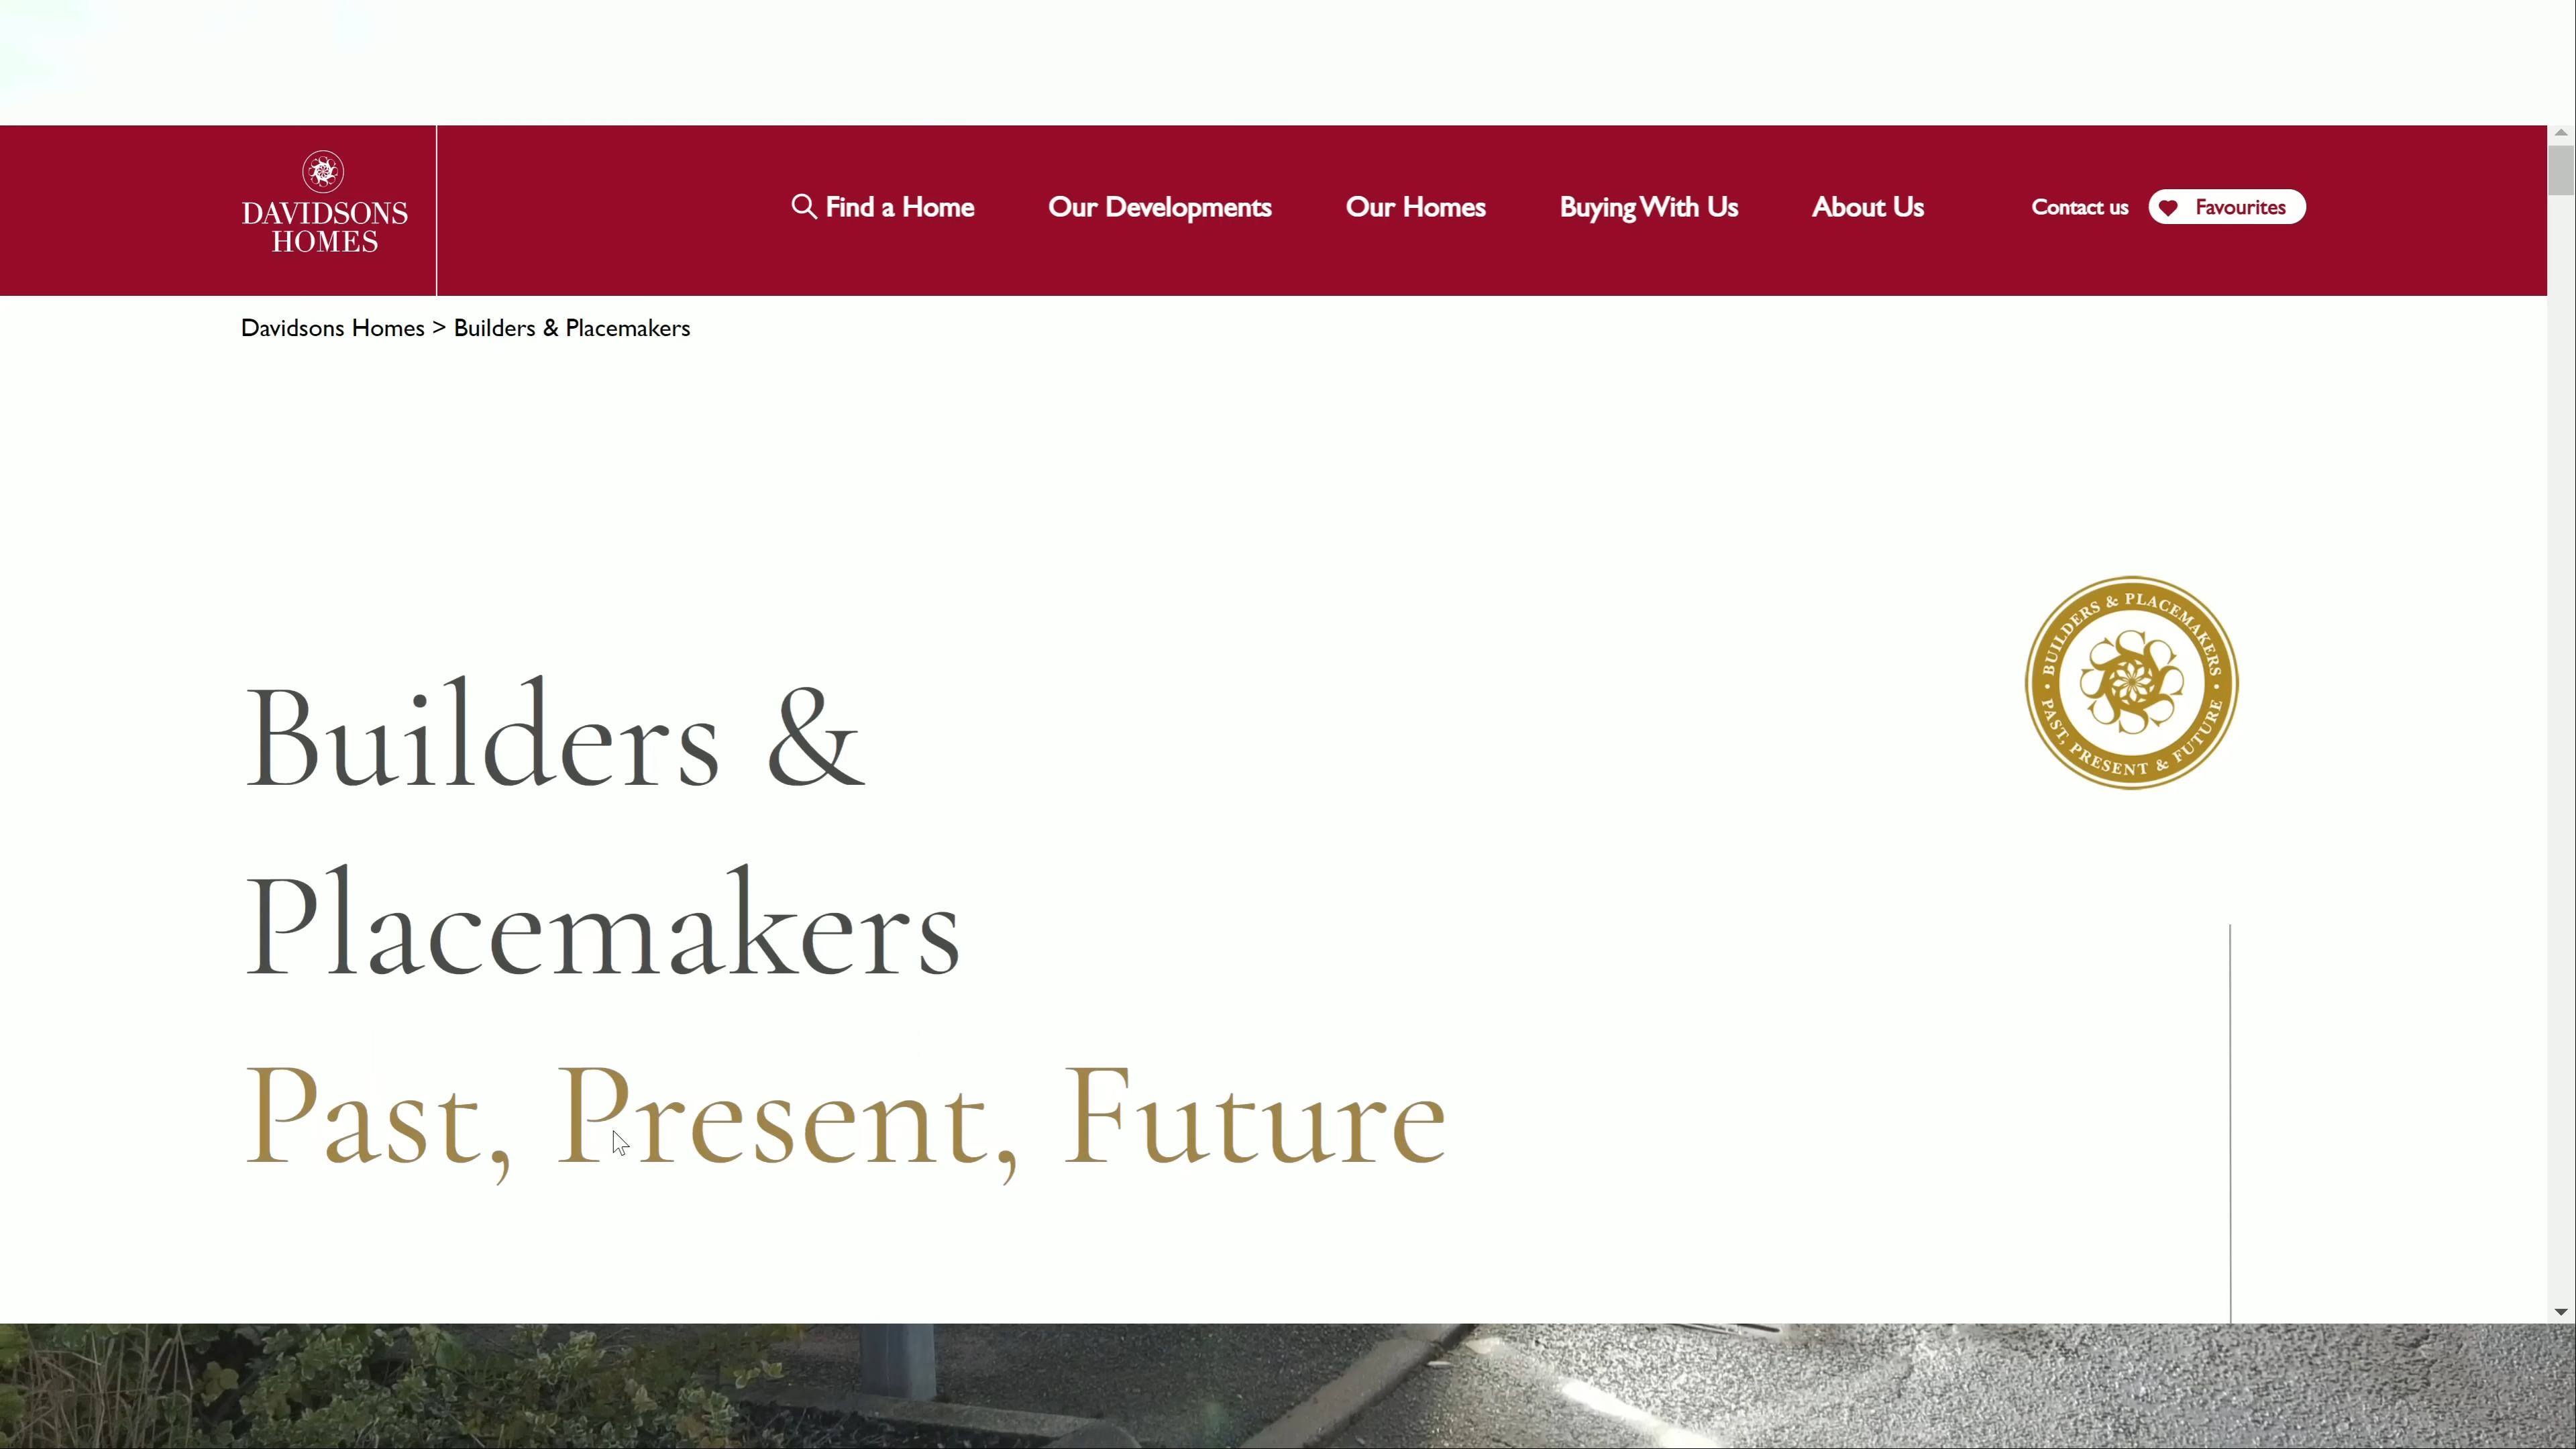 DAVIDSONS
HOMES
Find a Home
Our Developments
Our Homes
Buying With Us
About Us
Contact us
Favourites
Davidsons Homes > Builders & Placemakers
BUILDERS & PLACEMAKERS
• PAST, PRESENT & FUTURE •
Builders &
Placemakers
Past, Present, Future